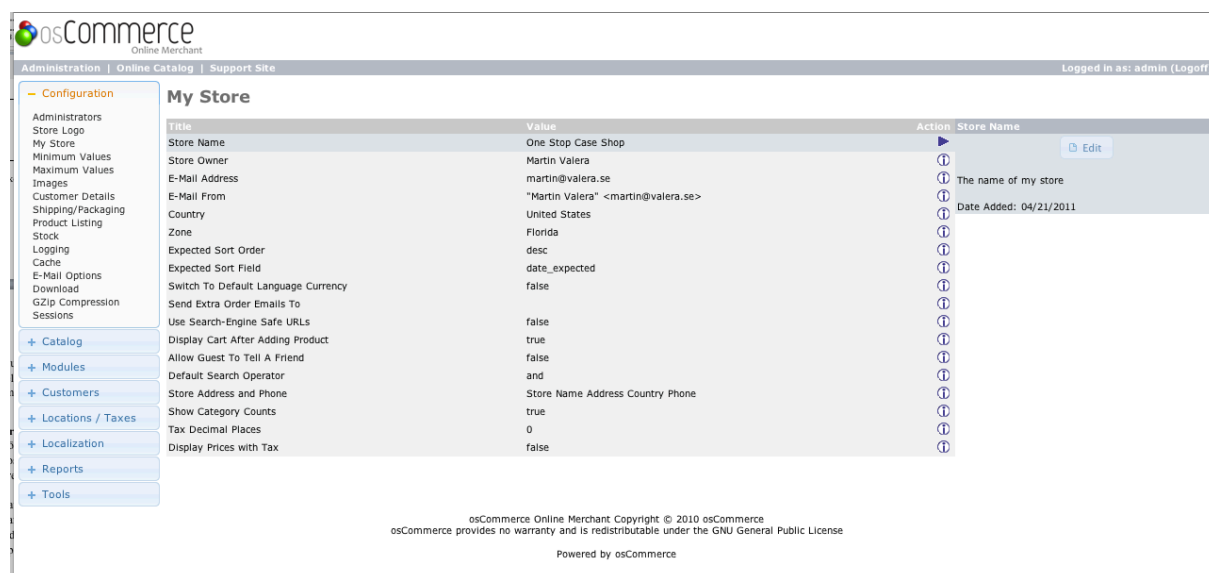 osCommerce
Online Merchant
Administration | Online Catalog | Support Site
Logged in as: admin (Logoff
Configuration
Administrators
Store Logo
My Store
Minimum Values
Maximum Values
Images
Customer Details
Shipping/Packaging
Product Listing
Stock
Logging
Cache
E-Mail Options
Download
GZip Compression
Sessions
+ Catalog
+ Modules
+ Customers
+ Locations / Taxes
+ Localization
+ Reports
+ Tools
My Store
Title Value Action
Store Name One Stop Case Shop
Store Owner Martin Valera
E-Mail Address martin@valera.se
E-Mail From "Martin Valera" <martin@valera.se>
Country United States
Zone Florida
Expected Sort Order desc
Expected Sort Field date_expected
Switch To Default Language Currency false
Send Extra Order Emails To
Use Search-Engine Safe URLs false
Display Cart After Adding Product true
Allow Guest To Tell A Friend false
Default Search Operator and
Store Address and Phone Store Name Address Country Phone
Show Category Counts true
Tax Decimal Places 0
Display Prices with Tax false
Store Name
Edit
The name of my store
Date Added: 04/21/2011
osCommerce Online Merchant Copyright © 2010 osCommerce
osCommerce provides no warranty and is redistributable under the GNU General Public License
Powered by osCommerce